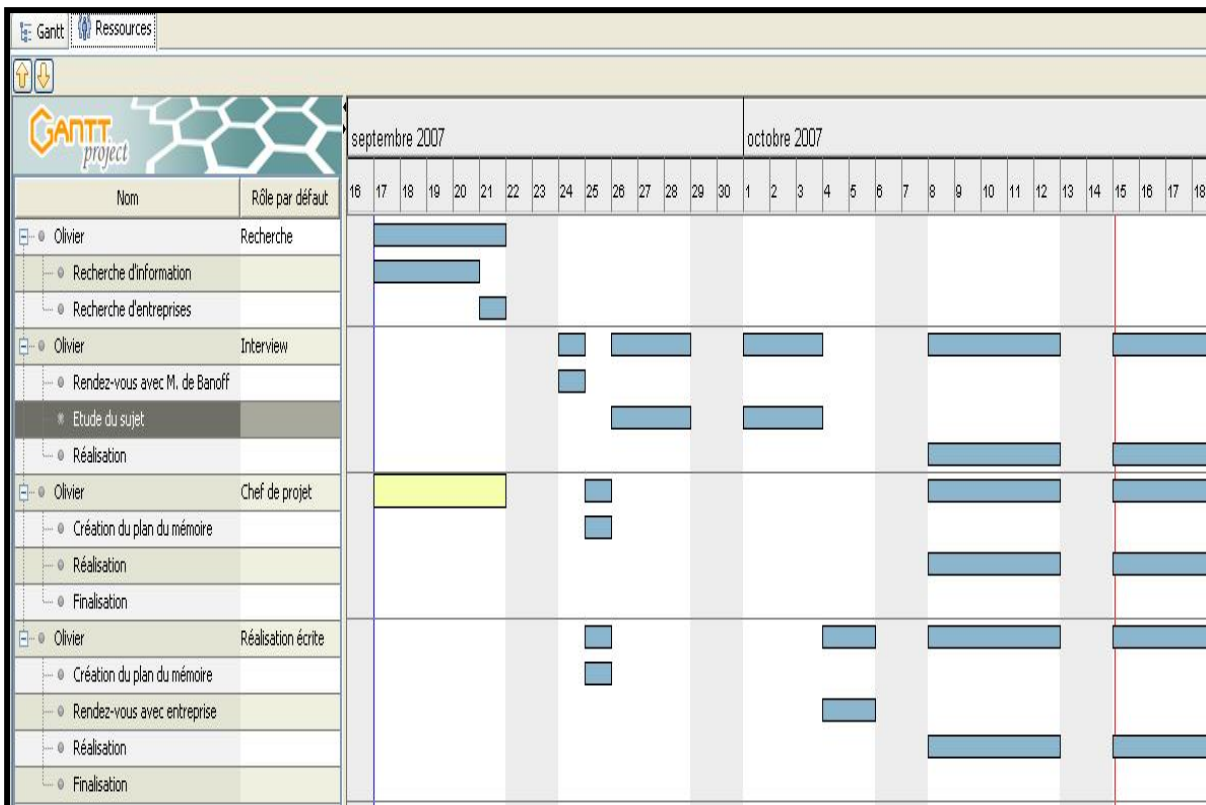 Gantt Ressources
GANTT project
septembre 2007 octobre 2007
Nom Rôle par défaut 16 17 18 19 20 21 22 23 24 25 26 27 28 29 30 1 2 3 4 5 6 7 8 9 10 11 12 13 14 15 16 17 18
Olivier Recherche
Recherche d'information
Recherche d'entreprises
Olivier Interview
Rendez-vous avec M. de Banoff
Etude du sujet
Réalisation
Olivier Chef de projet
Création du plan du mémoire
Réalisation
Finalisation
Olivier Réalisation écrite
Création du plan du mémoire
Rendez-vous avec entreprise
Réalisation
Finalisation